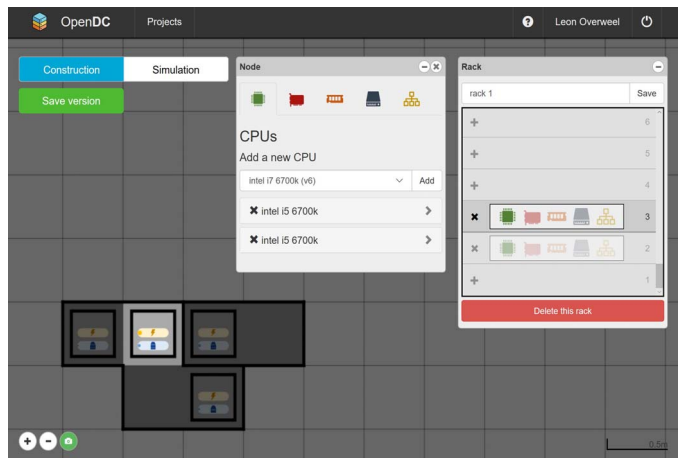 OpenDC
Projects
Leon Overweel
Construction
Simulation
Save version
Node
CPUs
Add a new CPU
intel i7 6700k (v6)
Add
intel i5 6700k
intel i5 6700k
Rack
rack 1
Save
6
5
4
3
2
1
Delete this rack
0.5m